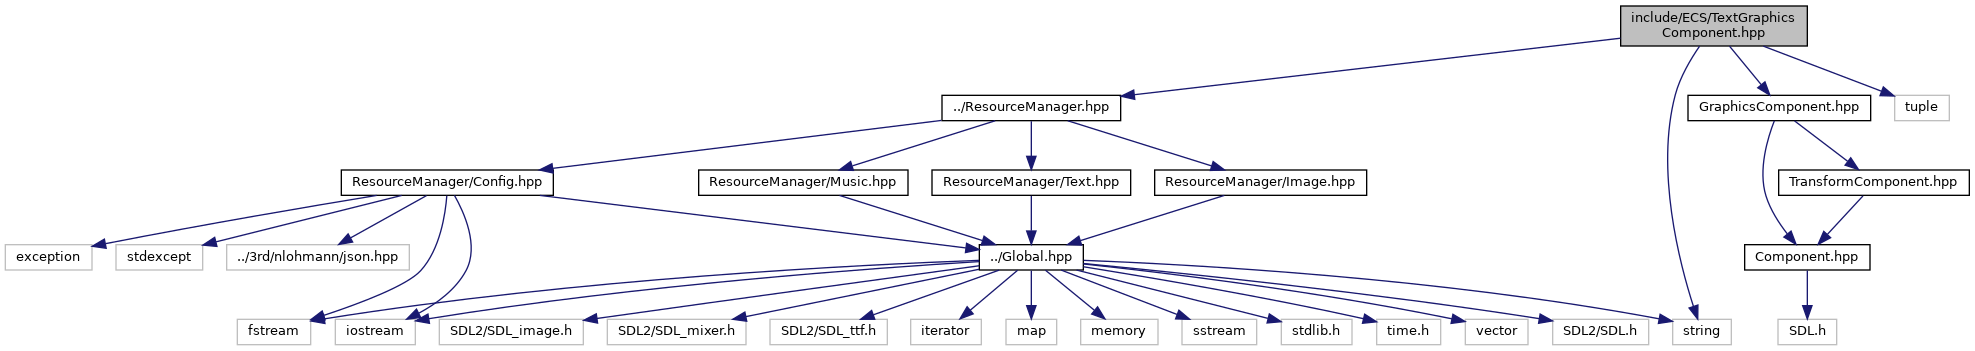 include/ECS/TextGraphics
Component.hpp
../ResourceManager.hpp
GraphicsComponent.hpp
tuple
ResourceManager/Config.hpp
ResourceManager/Music.hpp
ResourceManager/Text.hpp
ResourceManager/Image.hpp
TransformComponent.hpp
exception
stdexcept
../3rd/nlohmann/json.hpp
../Global.hpp
Component.hpp
fstream
iostream
SDL2/SDL_image.h
SDL2/SDL_mixer.h
SDL2/SDL_ttf.h
iterator
map
memory
sstream
stdlib.h
time.h
vector
SDL2/SDL.h
string
SDL.h